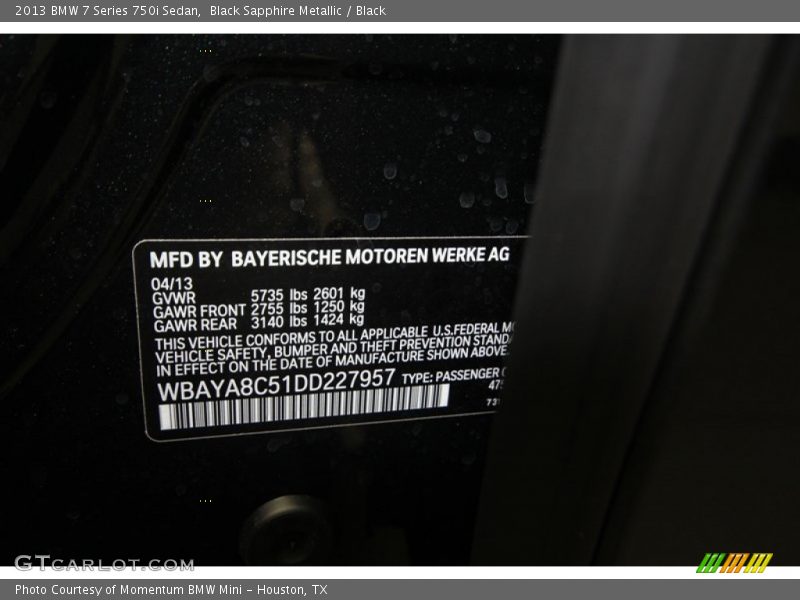 2013 BMW 7 Series 750i Sedan,  Black Sapphire Metallic / Black
MFD BY BAYERISCHE MOTOREN WERKE AG
04/13
GVWR 5735 lbs 2601 kg
GAWR FRONT 2755 lbs 1250 kg
GAWR REAR 3140 lbs 1424 kg
THIS VEHICLE CONFORMS TO ALL APPLICABLE U.S.FEDERAL
VEHICLE SAFETY, BUMPER AND THEFT PREVENTION STAND
IN EFFECT ON THE DATE OF MANUFACTURE SHOWN ABOVE.
WBAYA8C51DD227957 TYPE: PASSENGER
475
731
GTCARLOT.COM
Photo Courtesy of Momentum BMW Mini - Houston, TX